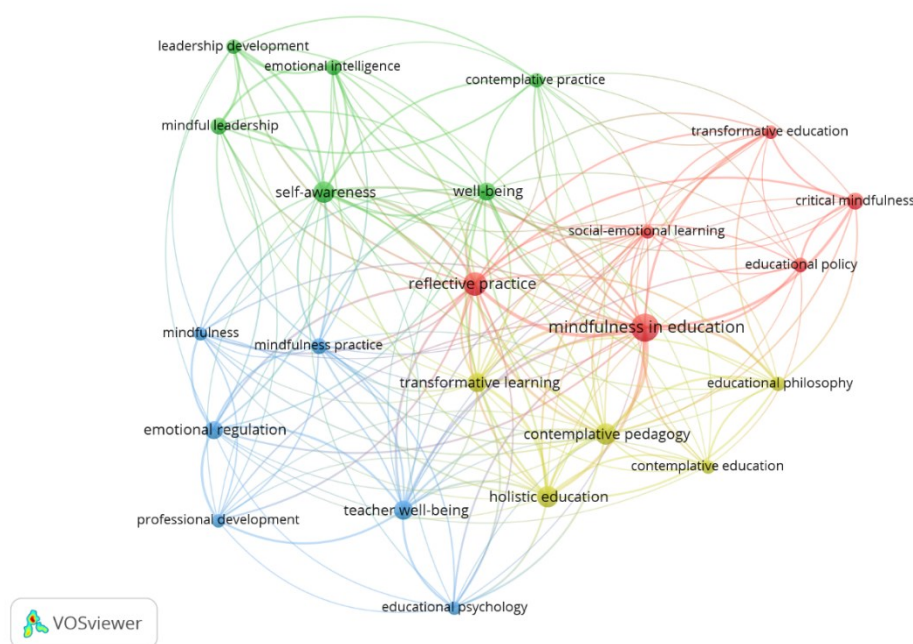 leadership development
emotional intelligence
contemplative practice
mindful leadership
transformative education
self-awareness
well-being
critical mindfulness
social-emotional learning
educational policy
reflective practice
mindfulness in education
mindfulness
mindfulness practice
transformative learning
educational philosophy
emotional regulation
contemplative pedagogy
contemplative education
holistic education
teacher well-being
professional development
educational psychology
VOSviewer